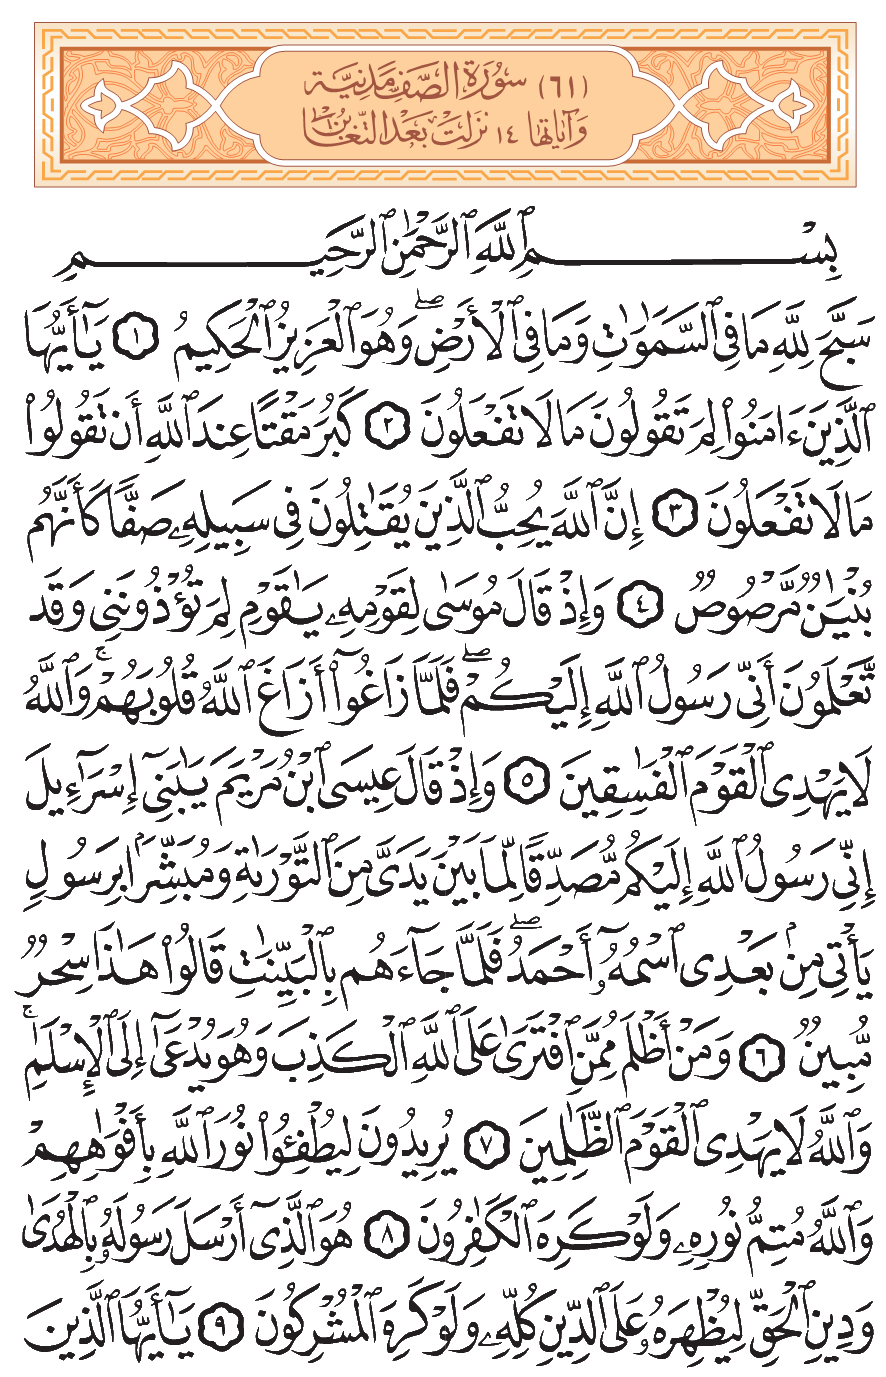 (٦١) سُورَةُ الصَّفِّ مَدَنِيَّة
وَآيَاتُهَا ١٤ نَزَلَتْ بَعْدَ التَّغَابُن
بِسْمِ ٱللَّهِ ٱلرَّحْمَٰنِ ٱلرَّحِيمِ
سَبَّحَ لِلَّهِ مَا فِى ٱلسَّمَٰوَٰتِ وَمَا فِى ٱلْأَرْضِۖ وَهُوَ ٱلْعَزِيزُ ٱلْحَكِيمُ ١ يَٰٓأَيُّهَا
ٱلَّذِينَ ءَامَنُوا۟ لِمَ تَقُولُونَ مَا لَا تَفْعَلُونَ ٢ كَبُرَ مَقْتًا عِندَ ٱللَّهِ أَن تَقُولُوا۟
مَا لَا تَفْعَلُونَ ٣ إِنَّ ٱللَّهَ يُحِبُّ ٱلَّذِينَ يُقَٰتِلُونَ فِى سَبِيلِهِۦ صَفًّا كَأَنَّهُم
بُنْيَٰنٌ مَّرْصُوصٌ ٤ وَإِذْ قَالَ مُوسَىٰ لِقَوْمِهِۦ يَٰقَوْمِ لِمَ تُؤْذُونَنِى وَقَد
تَّعْلَمُونَ أَنِّى رَسُولُ ٱللَّهِ إِلَيْكُمْۖ فَلَمَّا زَاغُوٓا۟ أَزَاغَ ٱللَّهُ قُلُوبَهُمْۚ وَٱللَّهُ
لَا يَهْدِى ٱلْقَوْمَ ٱلْفَٰسِقِينَ ٥ وَإِذْ قَالَ عِيسَى ٱبْنُ مَرْيَمَ يَٰبَنِىٓ إِسْرَٰٓءِيلَ
إِنِّى رَسُولُ ٱللَّهِ إِلَيْكُم مُّصَدِّقًا لِّمَا بَيْنَ يَدَىَّ مِنَ ٱلتَّوْرَىٰةِ وَمُبَشِّرًۢا بِرَسُولٍ
يَأْتِى مِنۢ بَعْدِى ٱسْمُهُۥٓ أَحْمَدُۖ فَلَمَّا جَآءَهُم بِٱلْبَيِّنَٰتِ قَالُوا۟ هَٰذَا سِحْرٌ
مُّبِينٌ ٦ وَمَنْ أَظْلَمُ مِمَّنِ ٱفْتَرَىٰ عَلَى ٱللَّهِ ٱلْكَذِبَ وَهُوَ يُدْعَىٰٓ إِلَى ٱلْإِسْلَٰمِۚ
وَٱللَّهُ لَا يَهْدِى ٱلْقَوْمَ ٱلظَّٰلِمِينَ ٧ يُرِيدُونَ لِيُطْفِـُٔوا۟ نُورَ ٱللَّهِ بِأَفْوَٰهِهِمْ
وَٱللَّهُ مُتِمُّ نُورِهِۦ وَلَوْ كَرِهَ ٱلْكَٰفِرُونَ ٨ هُوَ ٱلَّذِىٓ أَرْسَلَ رَسُولَهُۥ بِٱلْهُدَىٰ
وَدِينِ ٱلْحَقِّ لِيُظْهِرَهُۥ عَلَى ٱلدِّينِ كُلِّهِۦ وَلَوْ كَرِهَ ٱلْمُشْرِكُونَ ٩ يَٰٓأَيُّهَا ٱلَّذِينَ